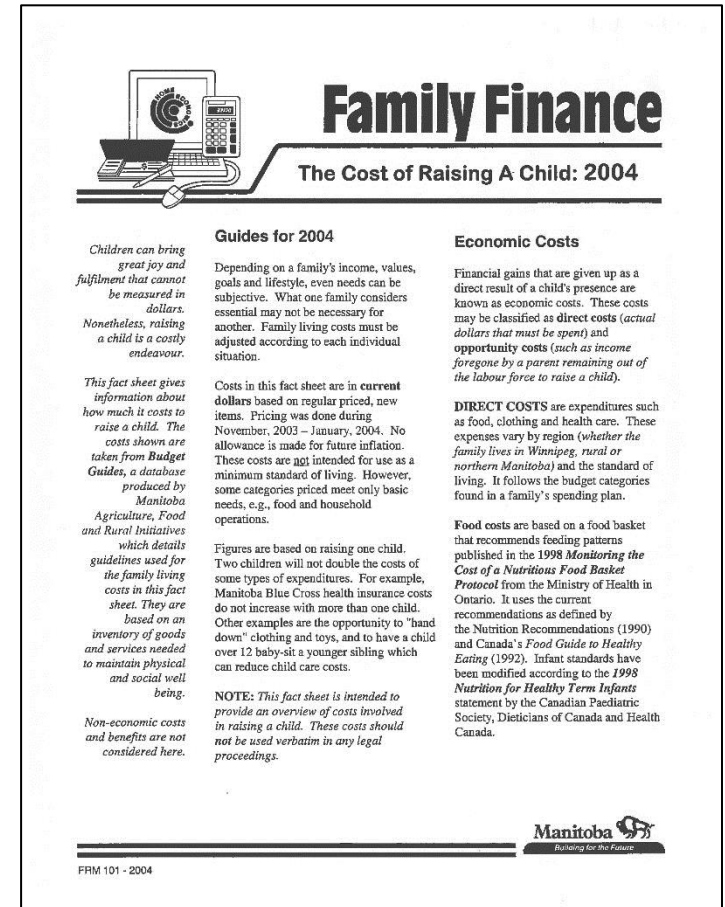 Family Finance
The Cost of Raising A Child: 2004
Children can bring
great joy and
fulfilment that cannot
be measured in
dollars.
Nonetheless, raising
a child is a costly
endeavour.
This fact sheet gives
information about
how much it costs to
raise a child. The
costs shown are
taken from Budget
Guides, a database
produced by
Manitoba
Agriculture, Food
and Rural Initiatives
which details
guidelines used for
the family living
costs in this fact
sheet. They are
based on an
inventory of goods
and services needed
to maintain physical
and social well
being.
Non-economic costs
and benefits are not
considered here.
Guides for 2004
Depending on a family's income, values,
goals and lifestyle, even needs can be
subjective. What one family considers
essential may not be necessary for
another. Family living costs must be
adjusted according to each individual
situation.
Costs in this fact sheet are in current
dollars based on regular priced, new
items. Pricing was done during
November, 2003 – January, 2004. No
allowance is made for future inflation.
These costs are not intended for use as a
minimum standard of living. However,
some categories priced meet only basic
needs, e.g., food and household
operations.
Figures are based on raising one child.
Two children will not double the costs of
some types of expenditures. For example,
Manitoba Blue Cross health insurance costs
do not increase with more than one child.
Other examples are the opportunity to "hand
down" clothing and toys, and to have a child
over 12 baby-sit a younger sibling which
can reduce child care costs.
NOTE: This fact sheet is intended to
provide an overview of costs involved
in raising a child. These costs should
not be used verbatim in any legal
proceedings.
Economic Costs
Financial gains that are given up as a
direct result of a child's presence are
known as economic costs. These costs
may be classified as direct costs (actual
dollars that must be spent) and
opportunity costs (such as income
foregone by a parent remaining out of
the labour force to raise a child).
DIRECT COSTS are expenditures such
as food, clothing and health care. These
expenses vary by region (whether the
family lives in Winnipeg, rural or
northern Manitoba) and the standard of
living. It follows the budget categories
found in a family's spending plan.
Food costs are based on a food basket
that recommends feeding patterns
published in the 1998 Monitoring the
Cost of a Nutritious Food Basket
Protocol from the Ministry of Health in
Ontario. It uses the current
recommendations as defined by
the Nutrition Recommendations (1990)
and Canada's Food Guide to Healthy
Eating (1992). Infant standards have
been modified according to the 1998
Nutrition for Healthy Term Infants
statement by the Canadian Paediatric
Society, Dieticians of Canada and Health
Canada.
Manitoba
Building for the Future
FRM 101 - 2004